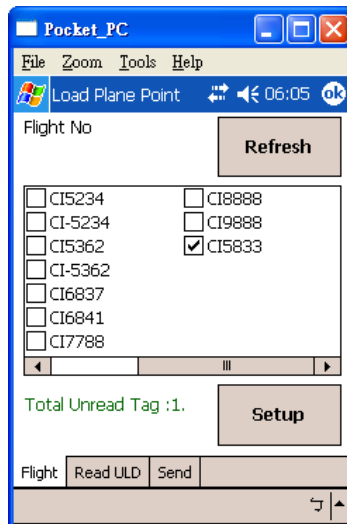 Pocket_PC
File Zoom Tools Help
Load Plane Point 06:05 ok
Flight No
Refresh
CI5234 CI8888
CI-5234 CI9888
CI5362 CI5833
CI-5362
CI6837
CI6841
CI7788
Total Unread Tag :1.
Setup
Flight Read ULD Send
ㄅ